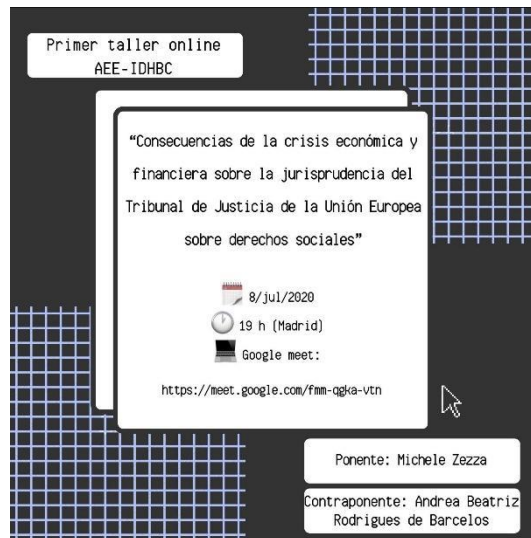 Primer taller online
AEE-IDHBC
“Consecuencias de la crisis económica y
financiera sobre la jurisprudencia del
Tribunal de Justicia de la Unión Europea
sobre derechos sociales”
8/jul/2020
19 h (Madrid)
Google meet:
https://meet.google.com/fmm-qgka-vtn
Ponente: Michele Zezza
Contraponente: Andrea Beatriz
Rodrigues de Barcelos